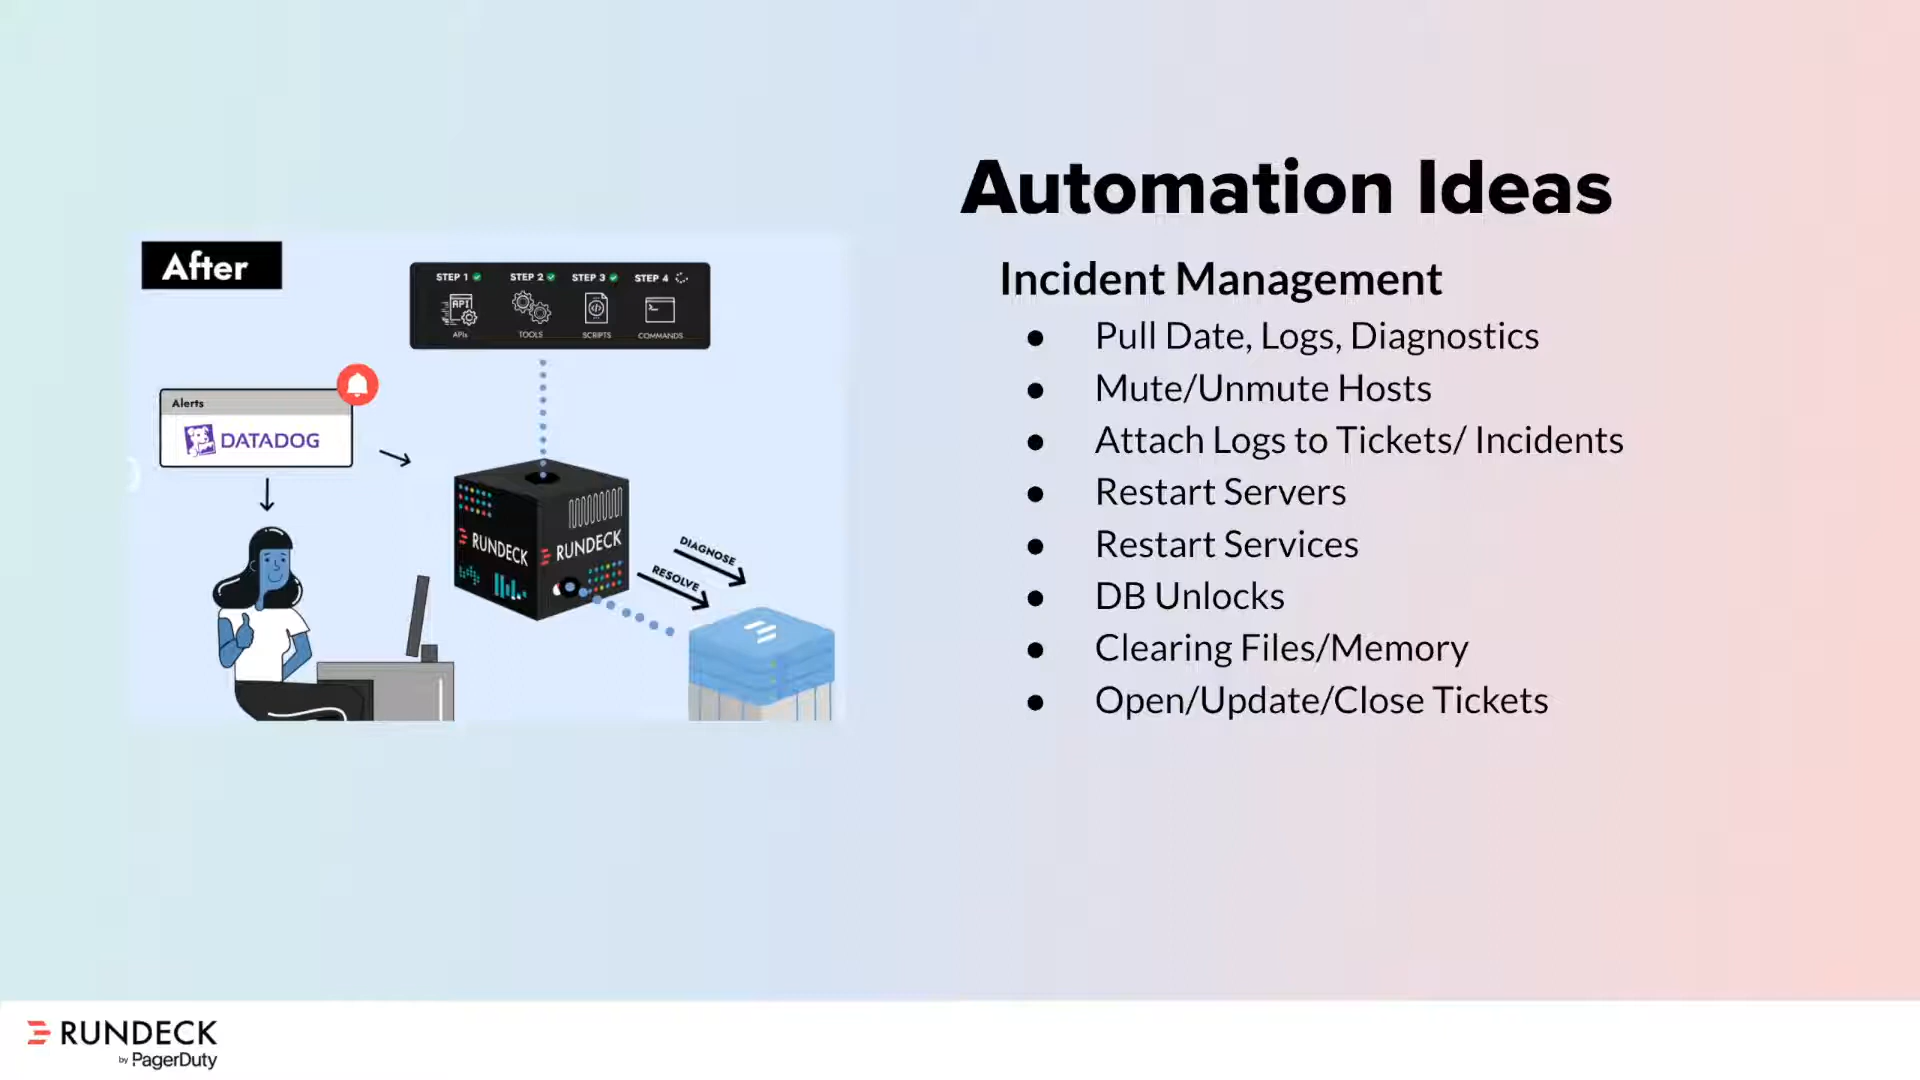 Automation Ideas
Incident Management
● Pull Date, Logs, Diagnostics
● Mute/Unmute Hosts
● Attach Logs to Tickets/ Incidents
● Restart Servers
● Restart Services
● DB Unlocks
● Clearing Files/Memory
● Open/Update/Close Tickets
After
STEP 1 STEP 2 STEP 3 STEP 4
API
APIs TOOLS SCRIPTS COMMANDS
Alerts
DATADOG
RUNDECK RUNDECK
DIAGNOSE
RESOLVE
RUNDECK
by PagerDuty